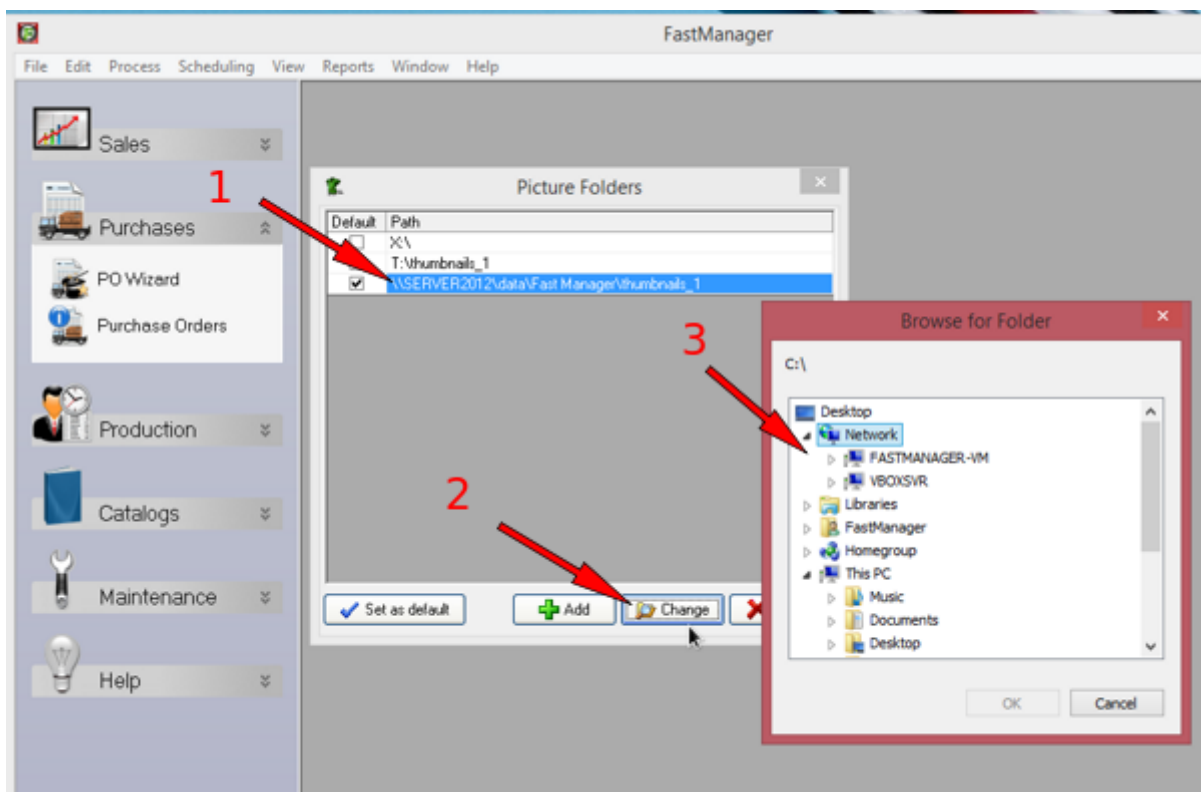 FastManager
File Edit Process Scheduling View Reports Window Help
Sales
1
Purchases
PO Wizard
Purchase Orders
Production
Catalogs
Maintenance
Help
Picture Folders
Default Path
X:\
T:\thumbnails_1
\\SERVER2012\data\Fast Manager\thumbnails_1
2
Set as default Add Change
3
Browse for Folder
C:\
Desktop
Network
FASTMANAGER-VM
VBOXSVR
Libraries
FastManager
Homegroup
This PC
Music
Documents
Desktop
OK Cancel